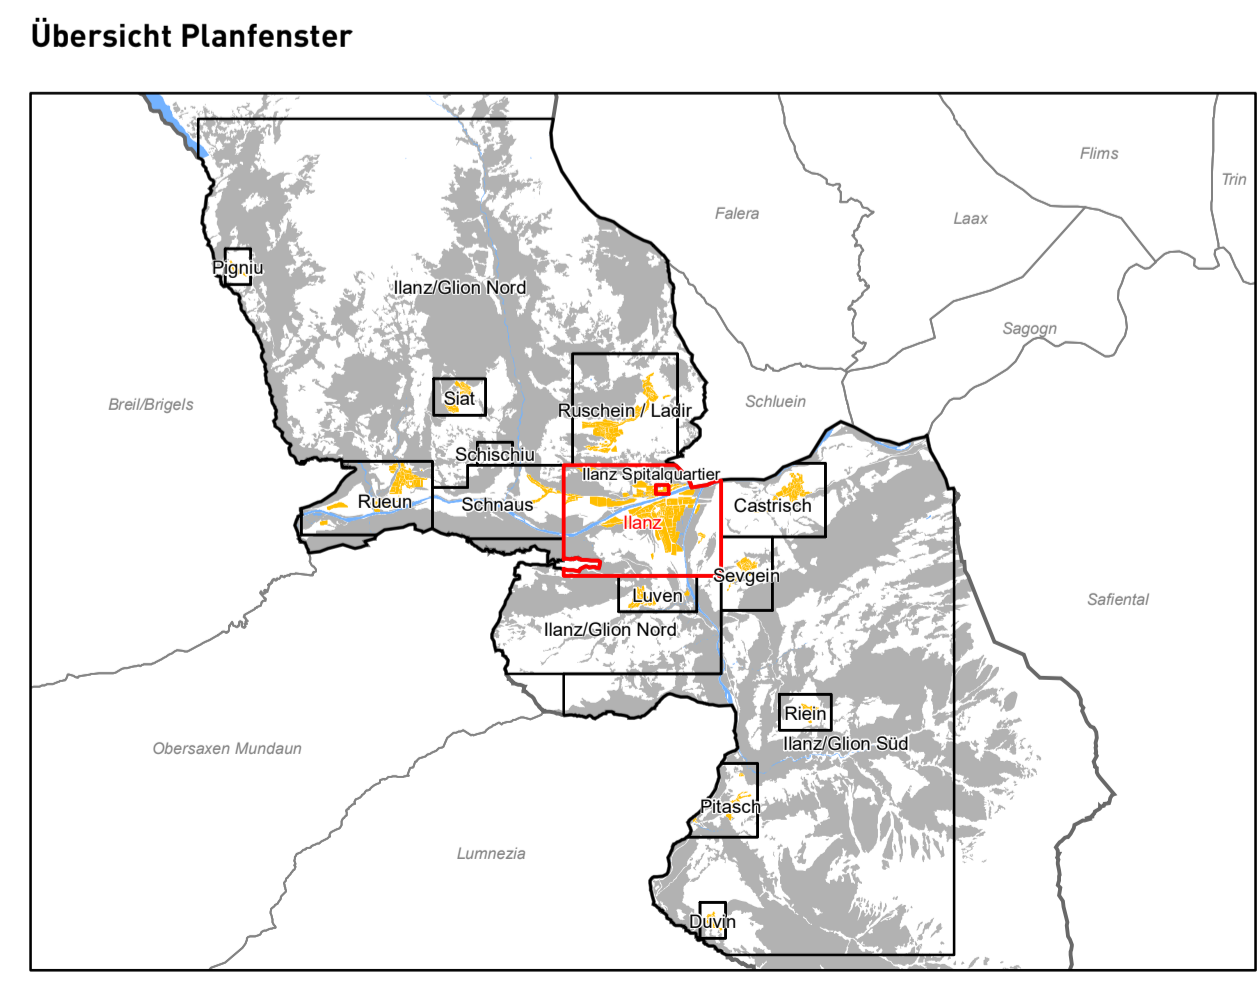 Übersicht Planfenster
Flims
Trin
Falera
Laax
Pigniu
Ilanz/Glion Nord
Sagogn
Siat
Breil/Brigels
Schluein
Ruschein / Ladir
Schischiu
Ilanz Spitalquartier
Rueun
Schnaus
Castrisch
Ilanz
Sevgein
Luven
Safiental
Ilanz/Glion Nord
Riein
Obersaxen Mundaun
Ilanz/Glion Süd
Pitasch
Lumnezia
Duvin